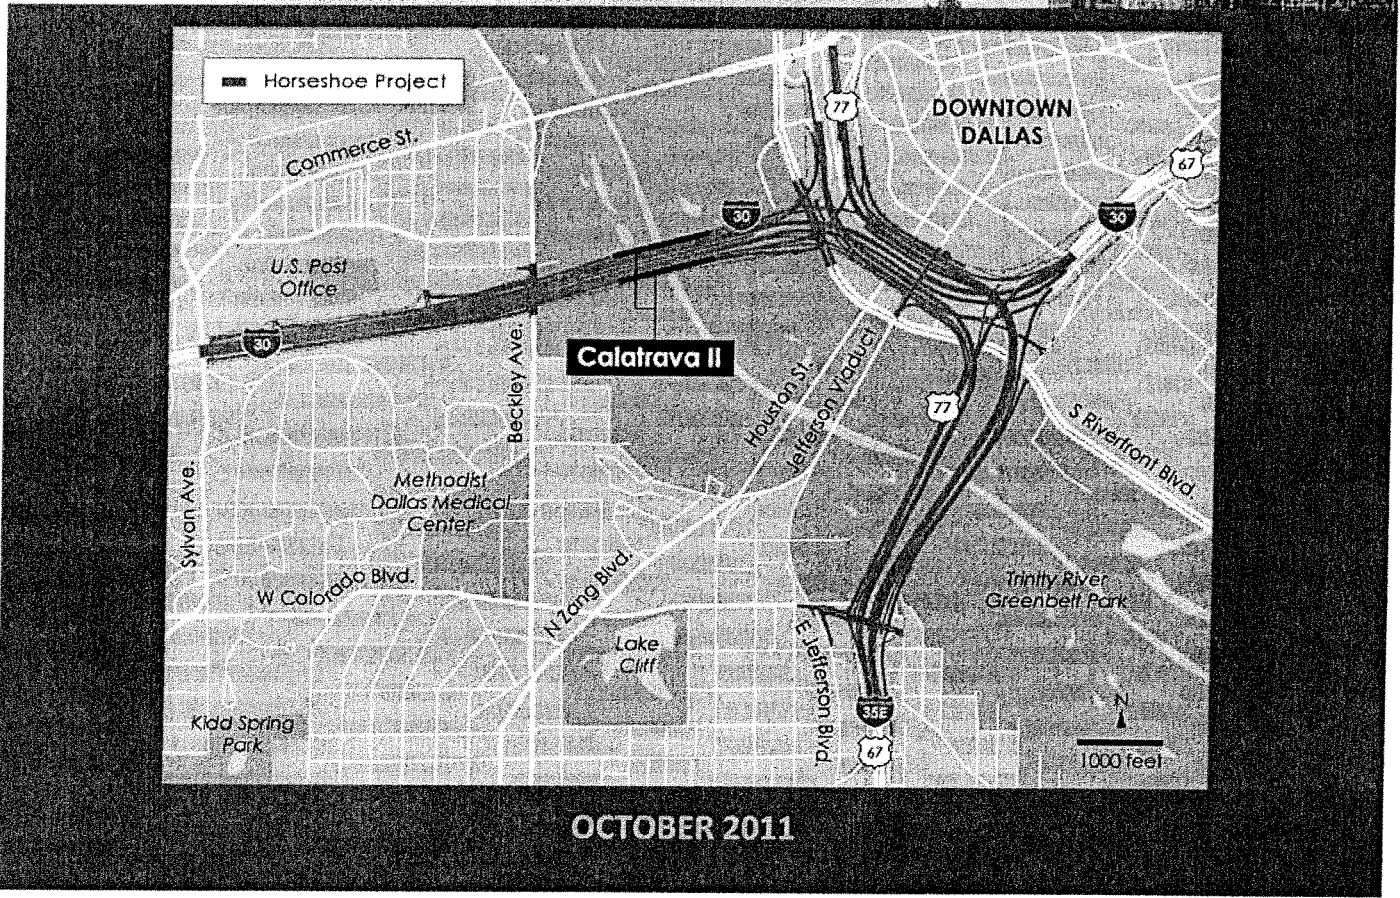 Horseshoe Project
77
DOWNTOWN
DALLAS
67
Commerce St.
30
30
U.S. Post
Office
30
Calatrava II
Beckley Ave.
Houston St.
Jefferson Viaduct
77
S Riverfront Blvd.
Sylvan Ave.
Methodist
Dallas Medical
Center
W Colorado Blvd.
N Zang Blvd.
Trinity River
Greenbelt Park
Lake
Cliff
E Jefferson Blvd.
Kidd Spring
Park
35E
67
N
1000 feet
OCTOBER 2011